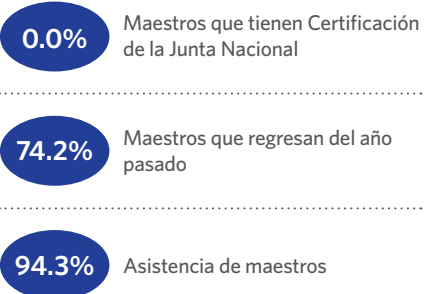 0.0%
Maestros que tienen Certificación
de la Junta Nacional
74.2%
Maestros que regresan del año
pasado
94.3%
Asistencia de maestros